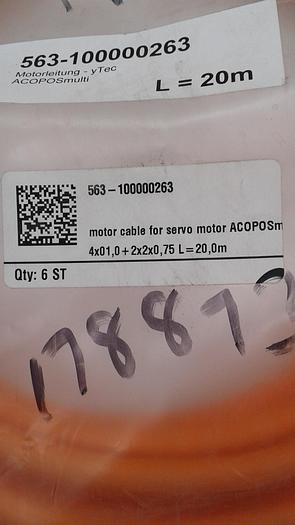 563-100000263
Motorleitung - yTec
ACOPOSmulti
L = 20m
563-100000263
motor cable for servo motor ACOPOSm
4x01,0+2x2x0,75 L=20,0m
Qty: 6 ST
178873